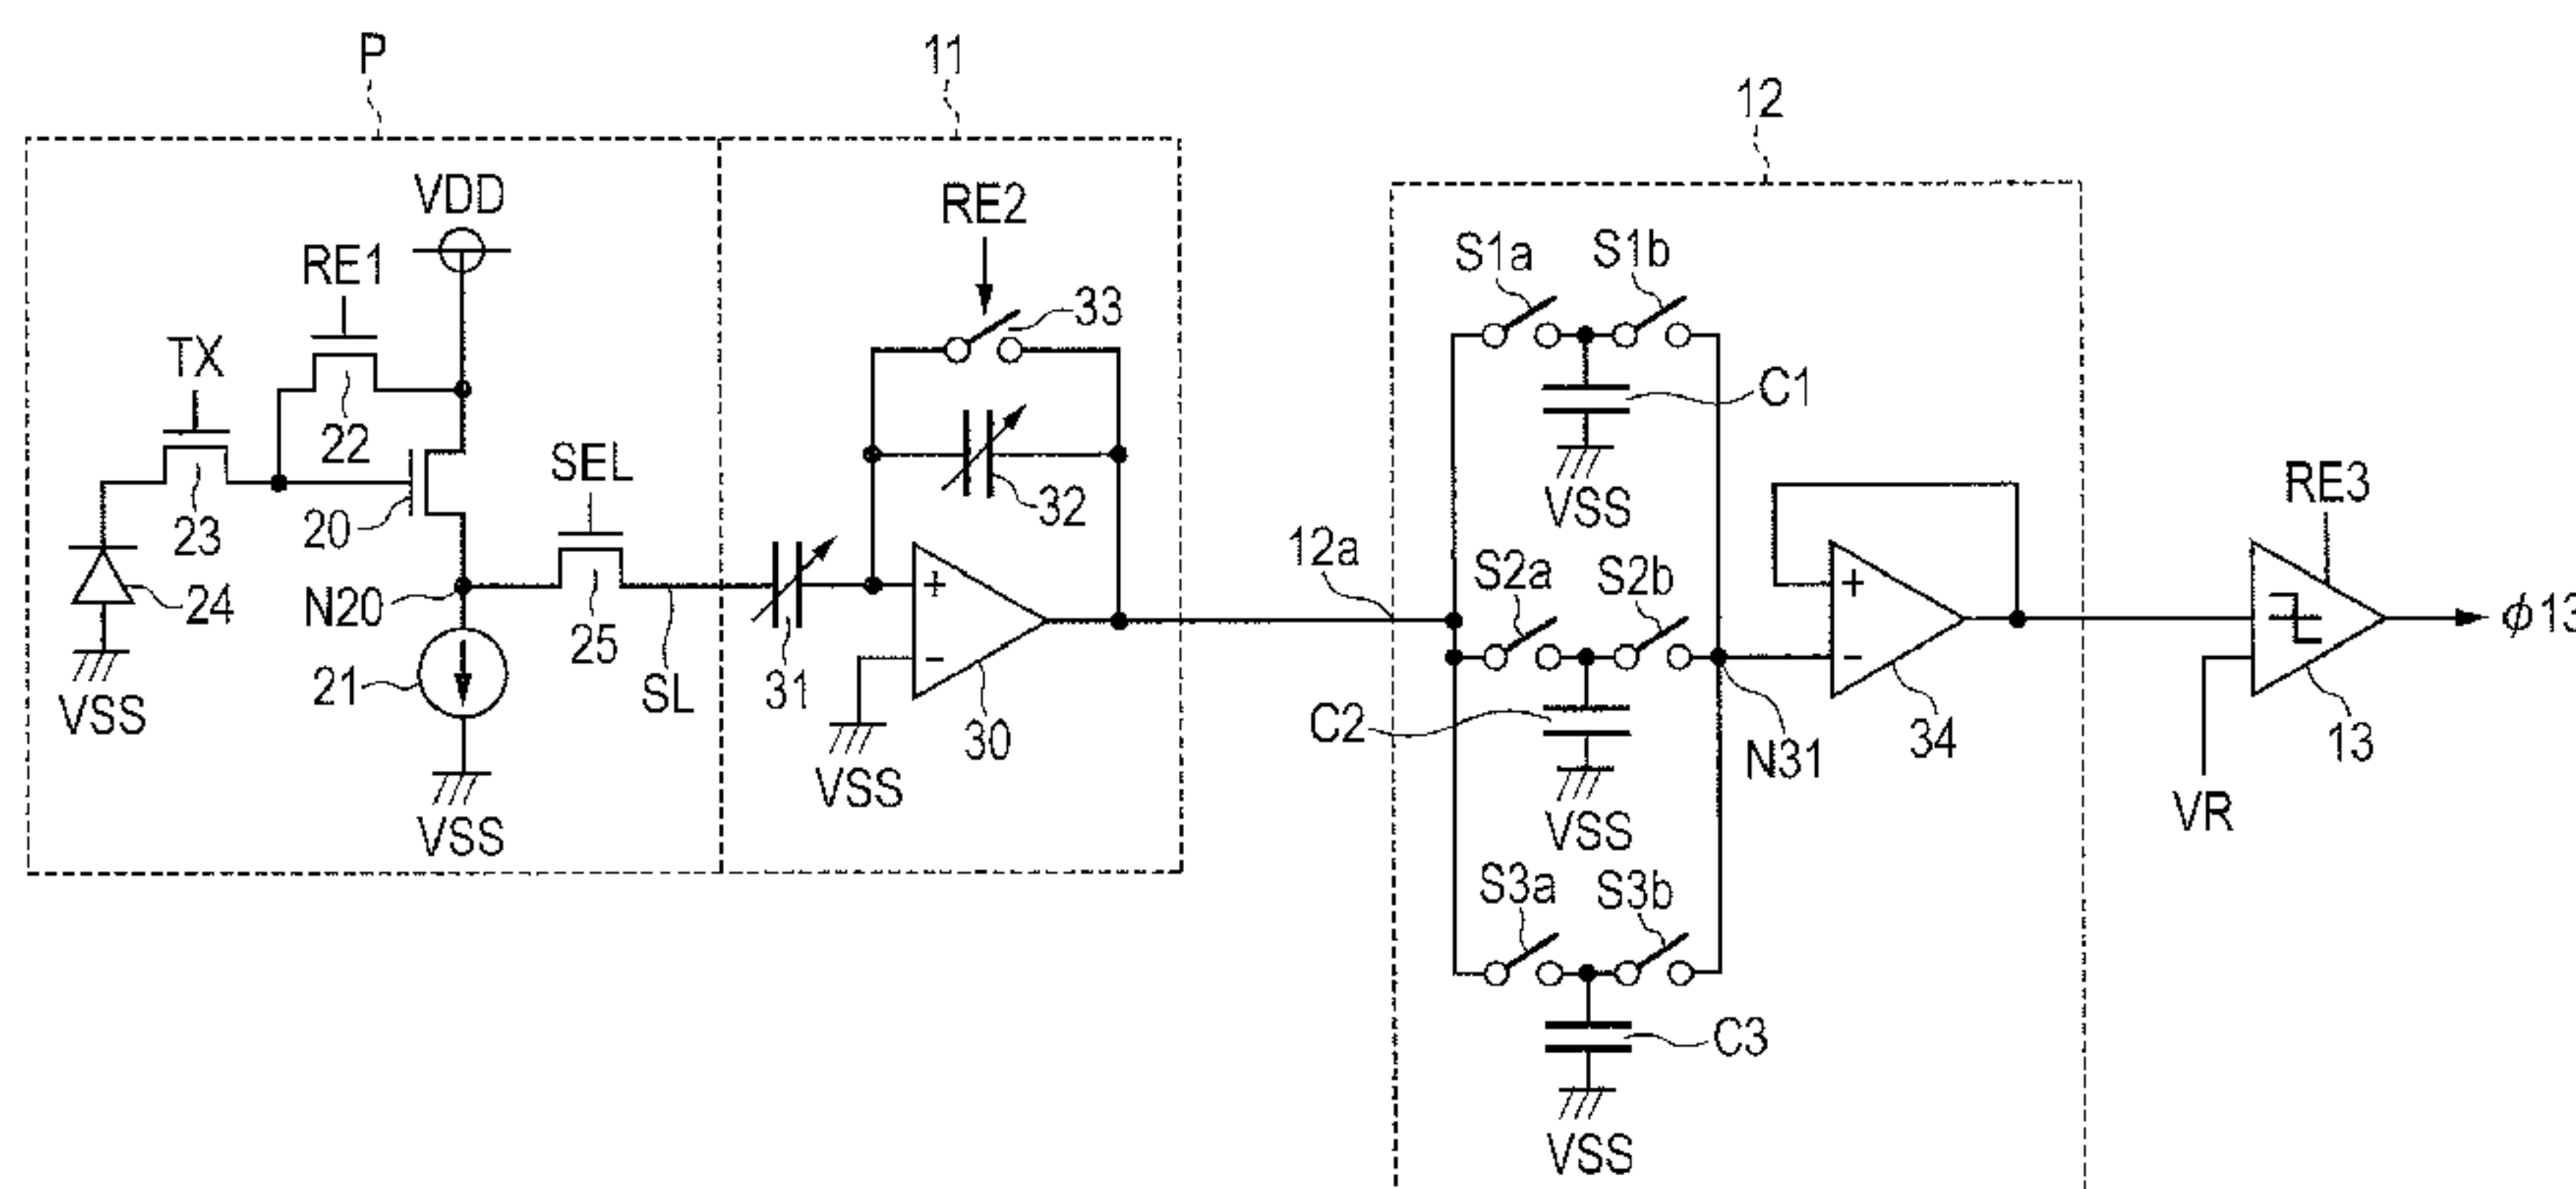 P
11
12
VDD
RE1
TX
22
23
20
SEL
24
N20
25
21
SL
VSS
VSS
RE2
33
32
+
-
31
30
VSS
12a
S1a
S1b
C1
VSS
S2a
S2b
C2
VSS
N31
S3a
S3b
C3
VSS
+
-
34
RE3
13
VR
ϕ13